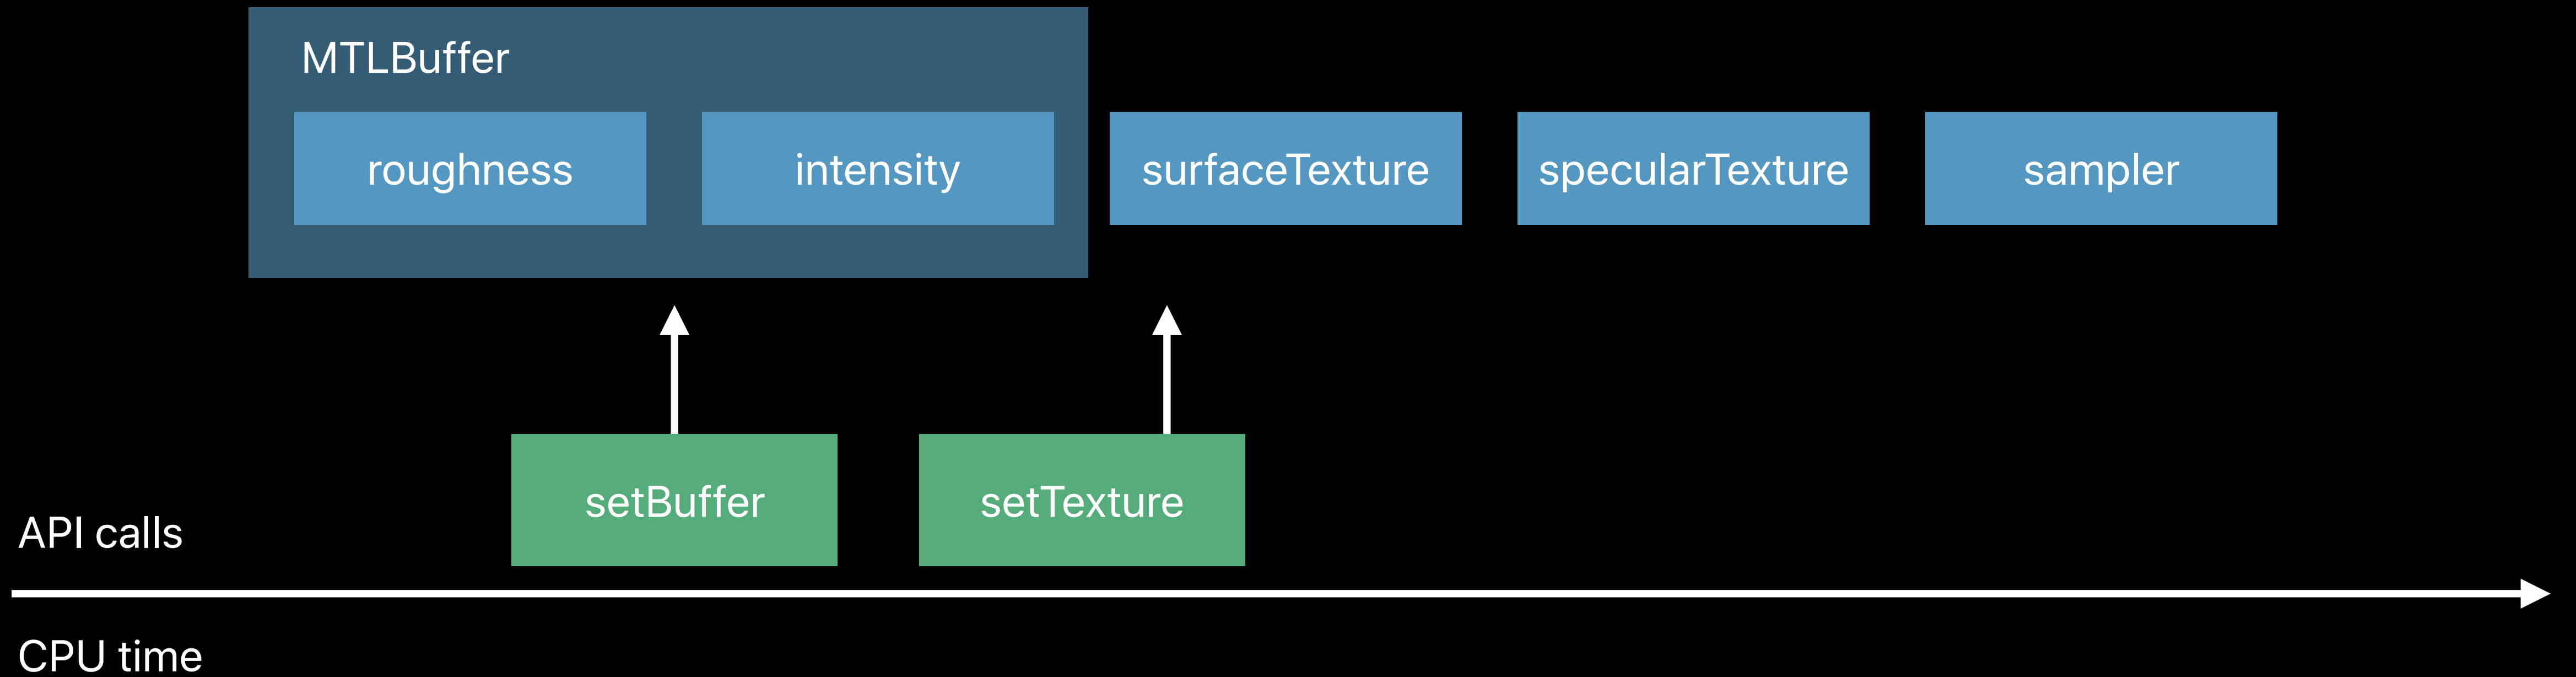 MTLBuffer
roughness
intensity
surfaceTexture
specularTexture
sampler
setBuffer
setTexture
API calls
CPU time